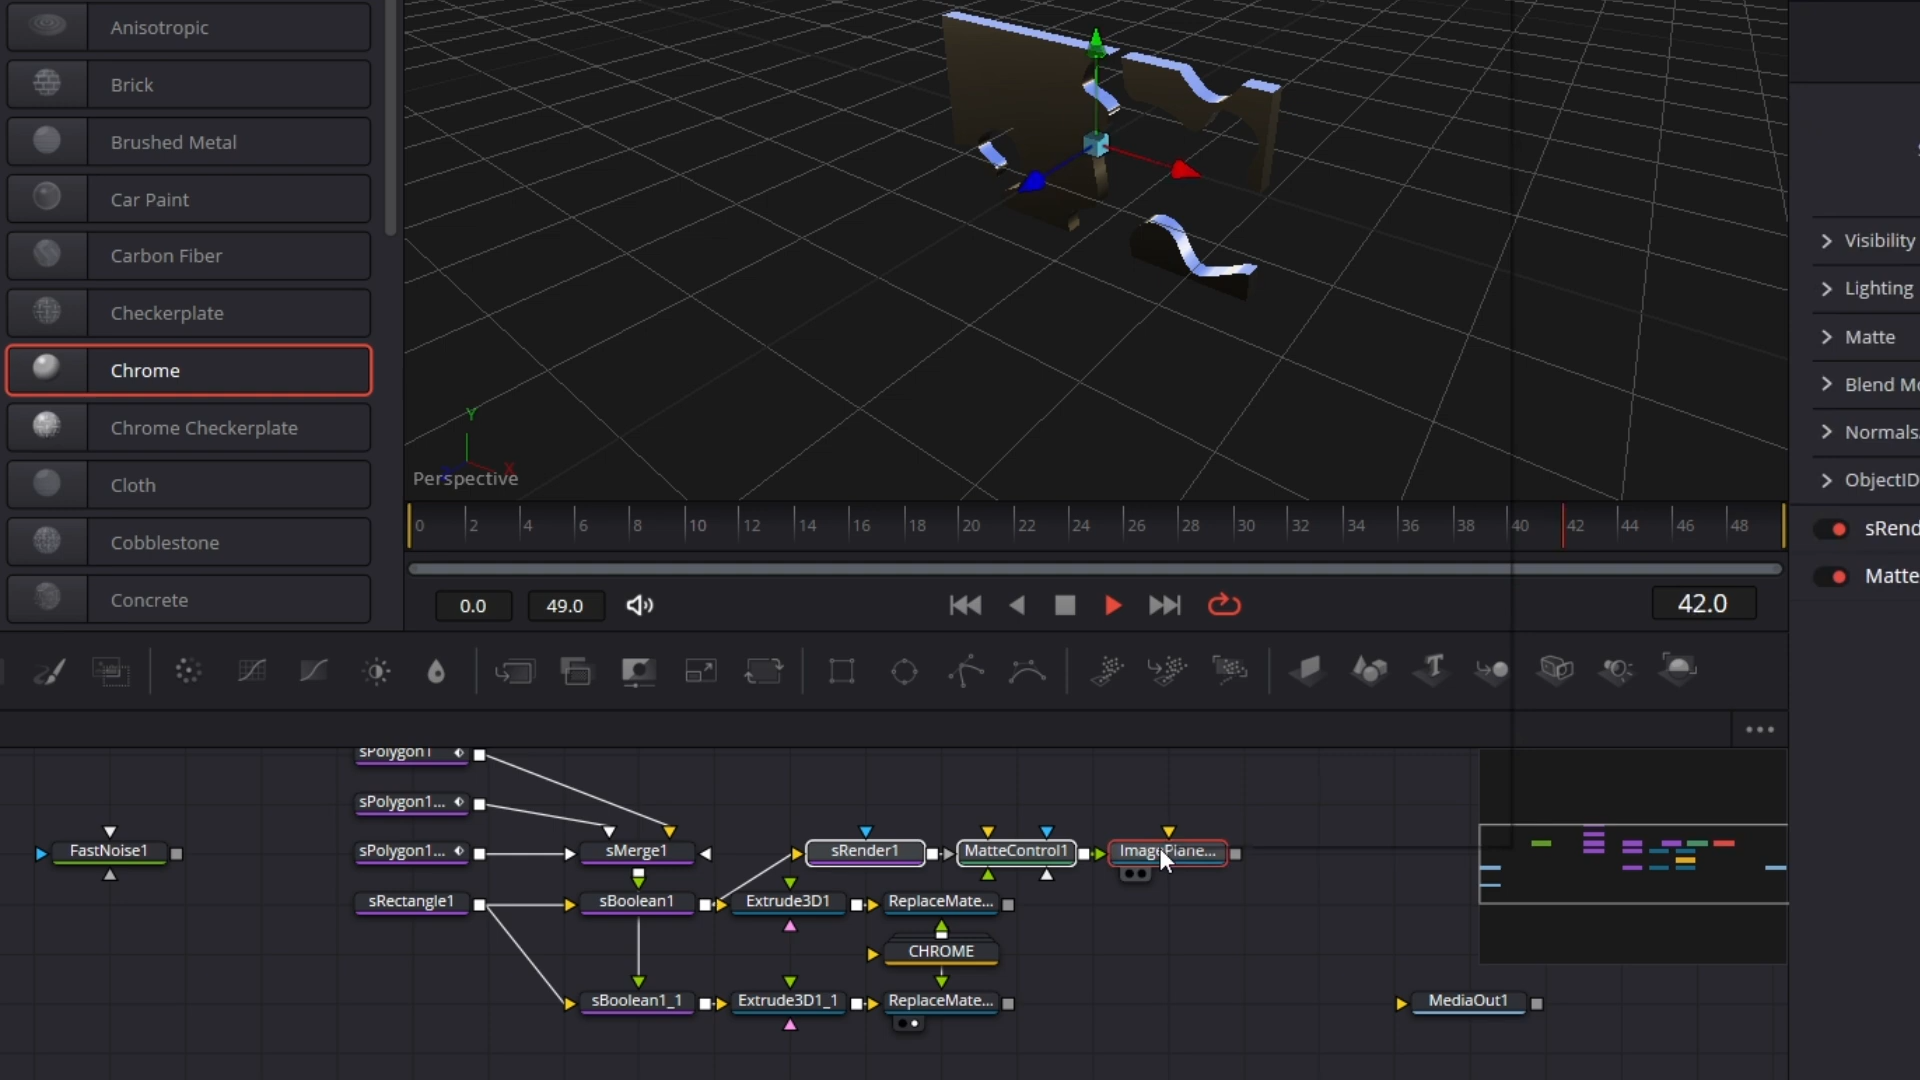 Anisotropic
Brick
Brushed Metal
Car Paint
Carbon Fiber
Checkerplate
Chrome
Chrome Checkerplate
Cloth
Cobblestone
Concrete
Y
X
Perspective
0 2 4 6 8 10 12 14 16 18 20 22 24 26 28 30 32 34 36 38 40 42 44 46 48
0.0 49.0 42.0
Visibility
Lighting
Matte
Blend Mo
Normals/
ObjectID
sRend
Matte
sPolygon1
sPolygon1...
FastNoise1 sPolygon1... sMerge1 sRender1 MatteControl1 ImagePlane...
sRectangle1 sBoolean1 Extrude3D1 ReplaceMate...
CHROME
sBoolean1_1 Extrude3D1_1 ReplaceMate... MediaOut1